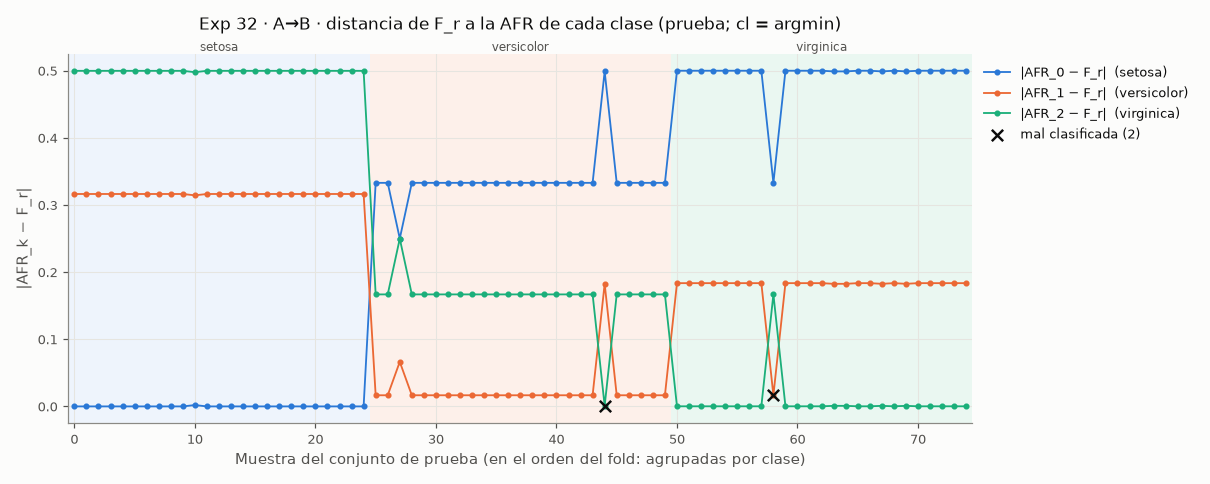 Exp 32 · A→B · distancia de F_r a la AFR de cada clase (prueba; cl = argmin)
setosa versicolor virginica
|AFR_0 − F_r| (setosa)
|AFR_1 − F_r| (versicolor)
|AFR_2 − F_r| (virginica)
mal clasificada (2)
|AFR_k − F_r|
0.5
0.4
0.3
0.2
0.1
0.0
0 10 20 30 40 50 60 70
Muestra del conjunto de prueba (en el orden del fold: agrupadas por clase)